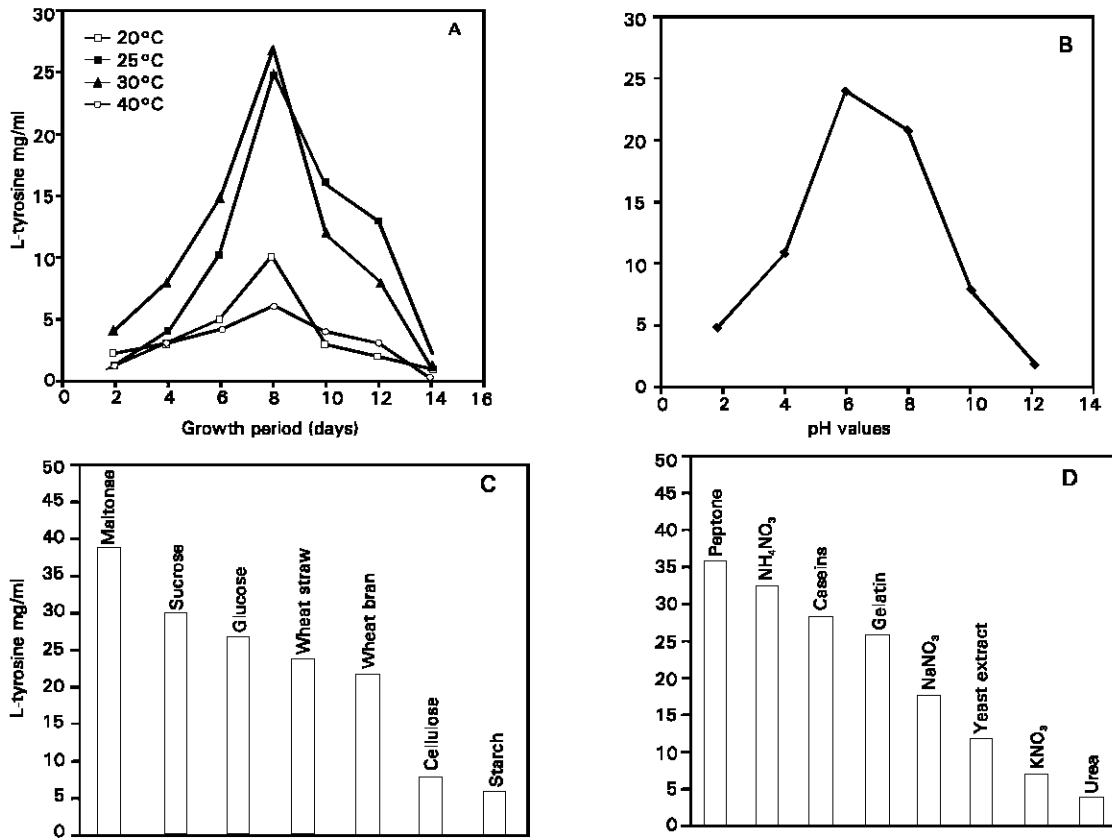 A
20°C
25°C
30°C
40°C
L-tyrosine mg/ml
30
25
20
15
10
5
0
0 2 4 6 8 10 12 14 16
Growth period (days)
B
30
25
20
15
10
5
0
0 2 4 6 8 10 12 14
pH values
C
L-tyrosine mg/ml
50
45
40
35
30
25
20
15
10
5
0
Maltonse
Sucrose
Glucose
Wheat straw
Wheat bran
Cellulose
Starch
D
50
45
40
35
30
25
20
15
10
5
0
Peptone
NH₄NO₃
Caseins
Gelatin
NaNO₃
Yeast extract
KNO₃
Urea